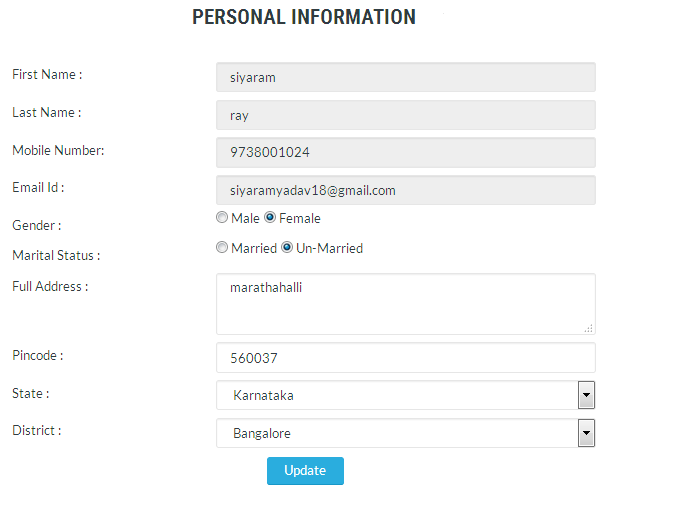 PERSONAL INFORMATION
First Name : siyaram
Last Name : ray
Mobile Number: 9738001024
Email Id : siyaramyadav18@gmail.com
Gender : Male Female
Marital Status : Married Un-Married
Full Address : marathahalli
Pincode : 560037
State : Karnataka
District : Bangalore
Update